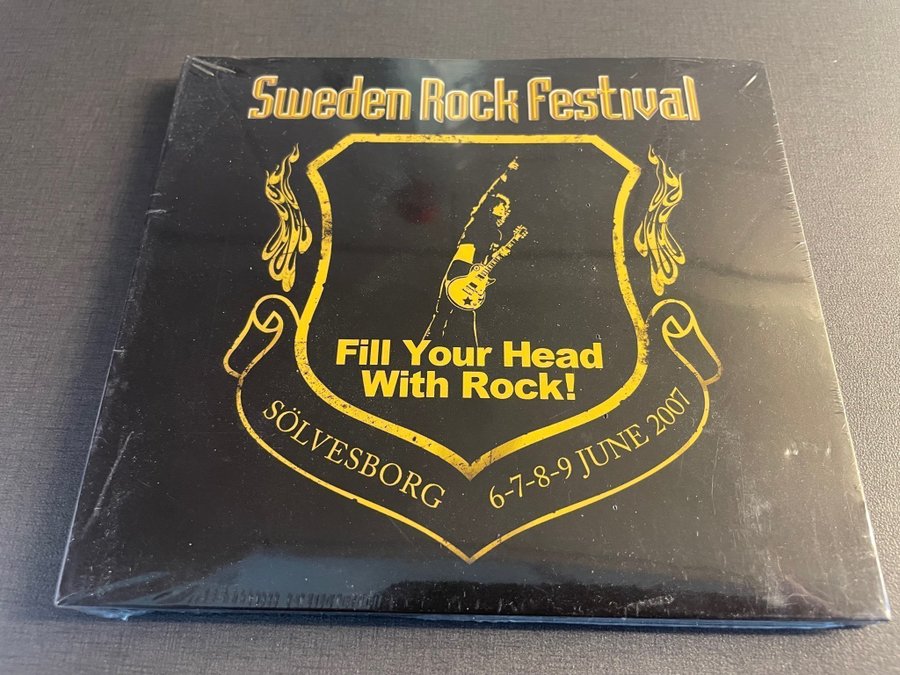 Sweden Rock Festival
Fill Your Head
With Rock!
SÖLVESBORG
6-7-8-9 JUNE 2007